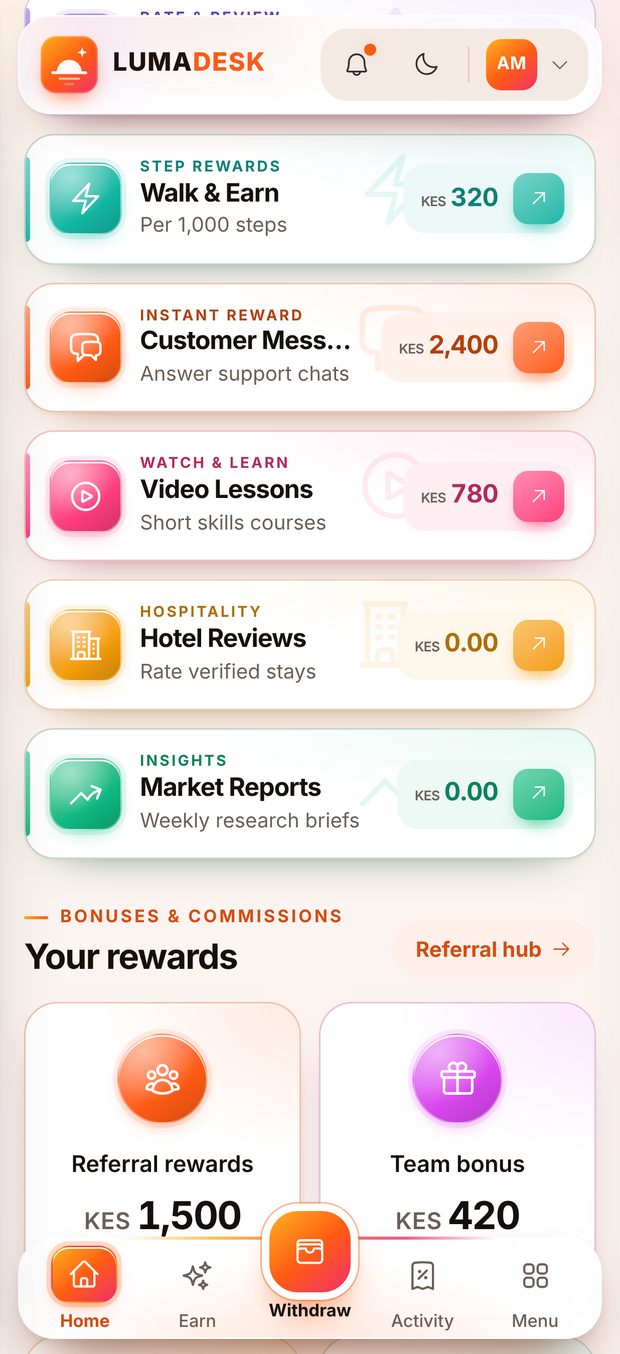 RATE & REVIEW
LUMADESK
AM
STEP REWARDS
Walk & Earn
Per 1,000 steps
KES 320
INSTANT REWARD
Customer Mess...
Answer support chats
KES 2,400
WATCH & LEARN
Video Lessons
Short skills courses
KES 780
HOSPITALITY
Hotel Reviews
Rate verified stays
KES 0.00
INSIGHTS
Market Reports
Weekly research briefs
KES 0.00
BONUSES & COMMISSIONS
Your rewards
Referral hub
Referral rewards
KES 1,500
Team bonus
KES 420
Home
Earn
Withdraw
Activity
Menu